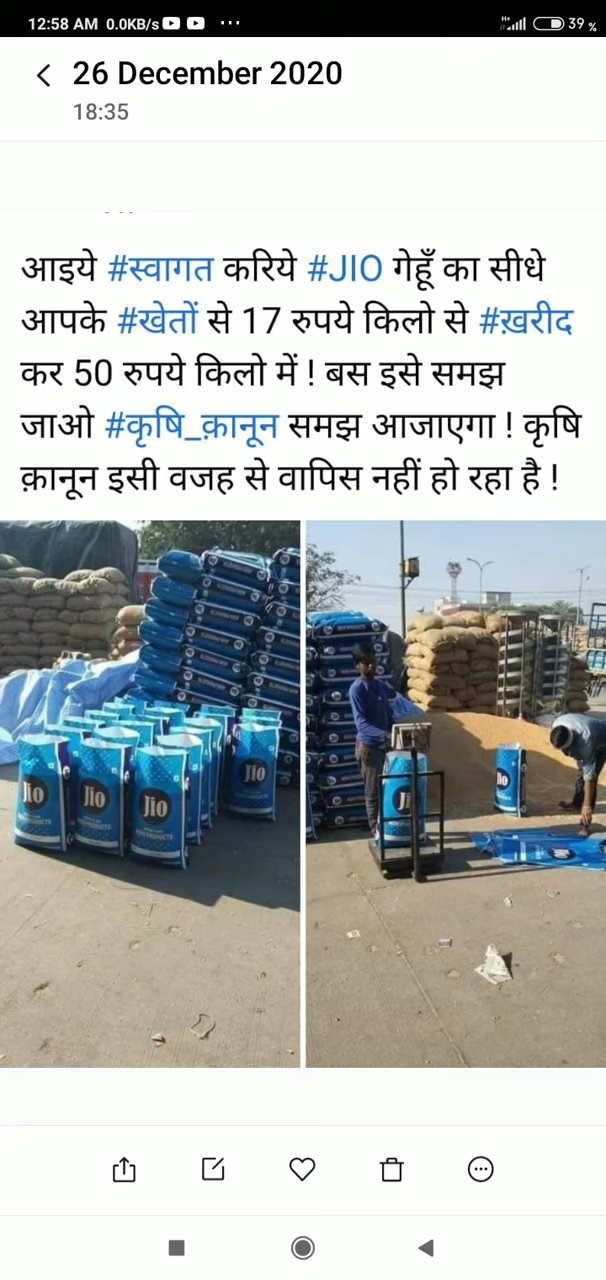 12:58 AM 0.0KB/s ... H+ 39 %
26 December 2020
18:35
आइये #स्वागत करिये #JIO गेहूँ का सीधे
आपके #खेतों से 17 रुपये किलो से #ख़रीद
कर 50 रुपये किलो में ! बस इसे समझ
जाओ #कृषि_क़ानून समझ आजाएगा ! कृषि
क़ानून इसी वजह से वापिस नहीं हो रहा है !
Jio
Jio
Jio
Jio